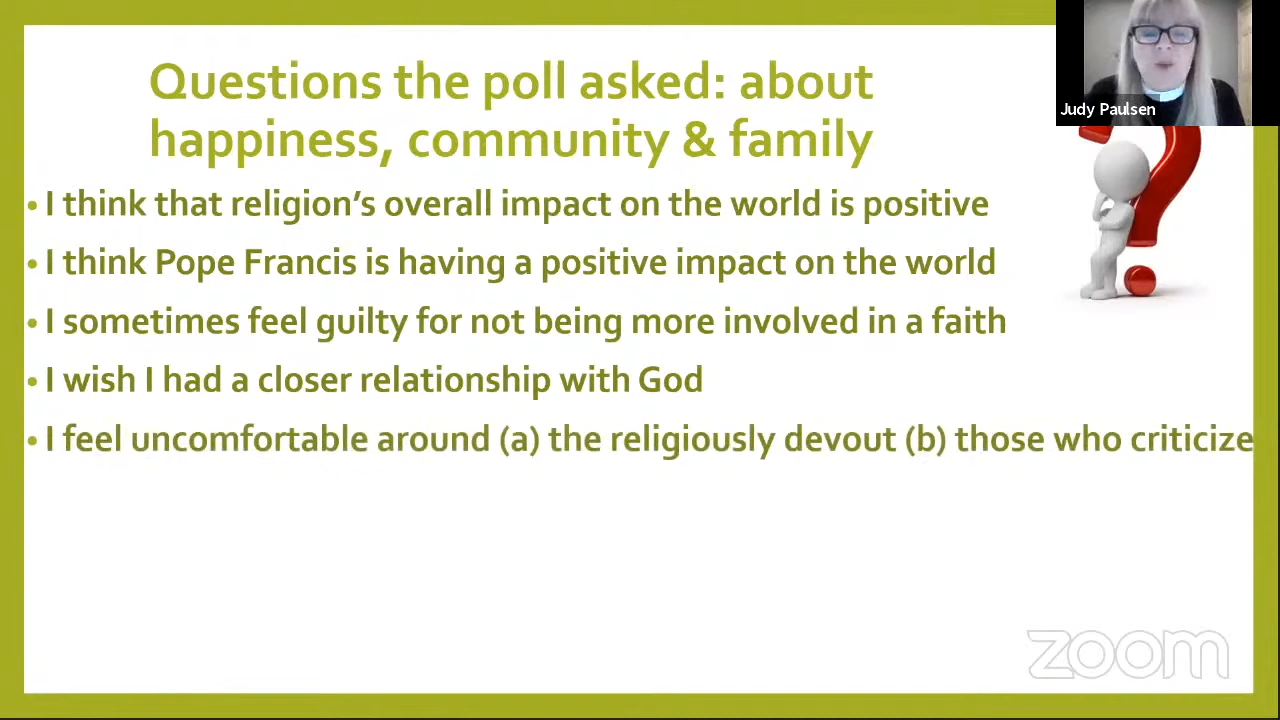 Questions the poll asked: about
happiness, community & family
Judy Paulsen
• I think that religion’s overall impact on the world is positive
• I think Pope Francis is having a positive impact on the world
• I sometimes feel guilty for not being more involved in a faith
• I wish I had a closer relationship with God
• I feel uncomfortable around (a) the religiously devout (b) those who criticize
zoom